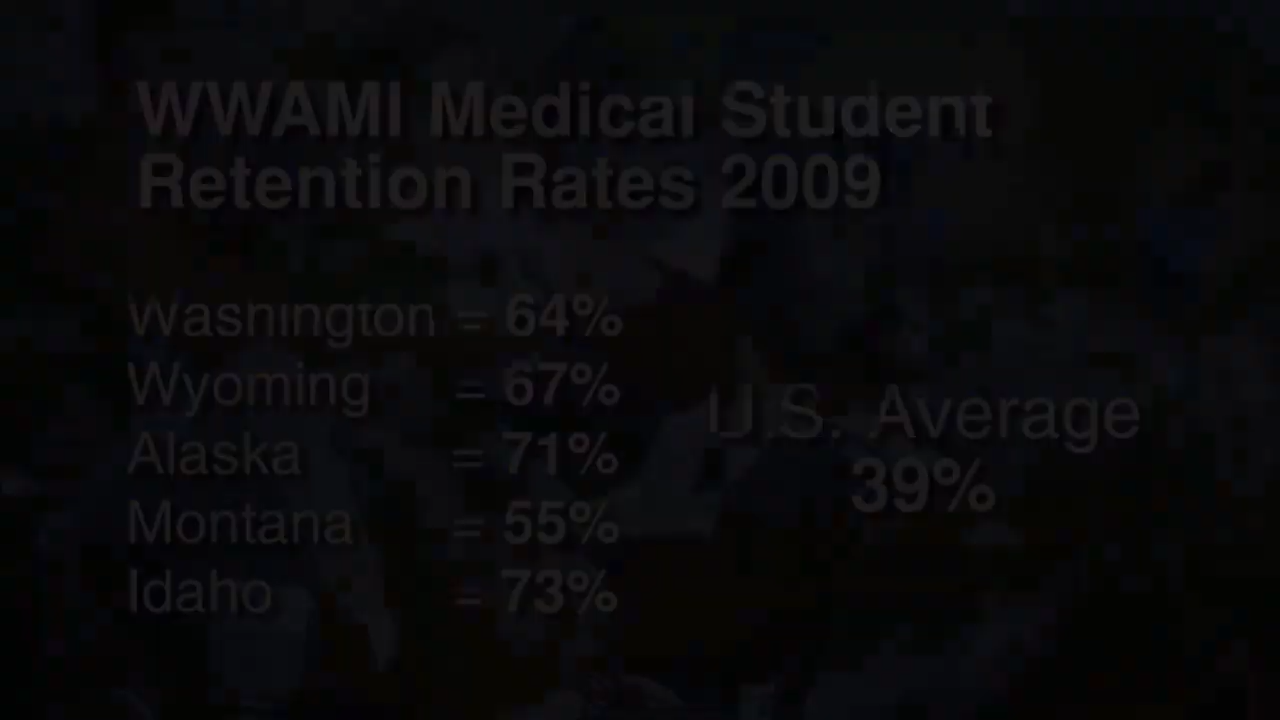 WWAMI Medical Student
Retention Rates 2009
Washington = 64%
Wyoming = 67%
Alaska = 71%
Montana = 55%
Idaho = 73%
U.S. Average
39%